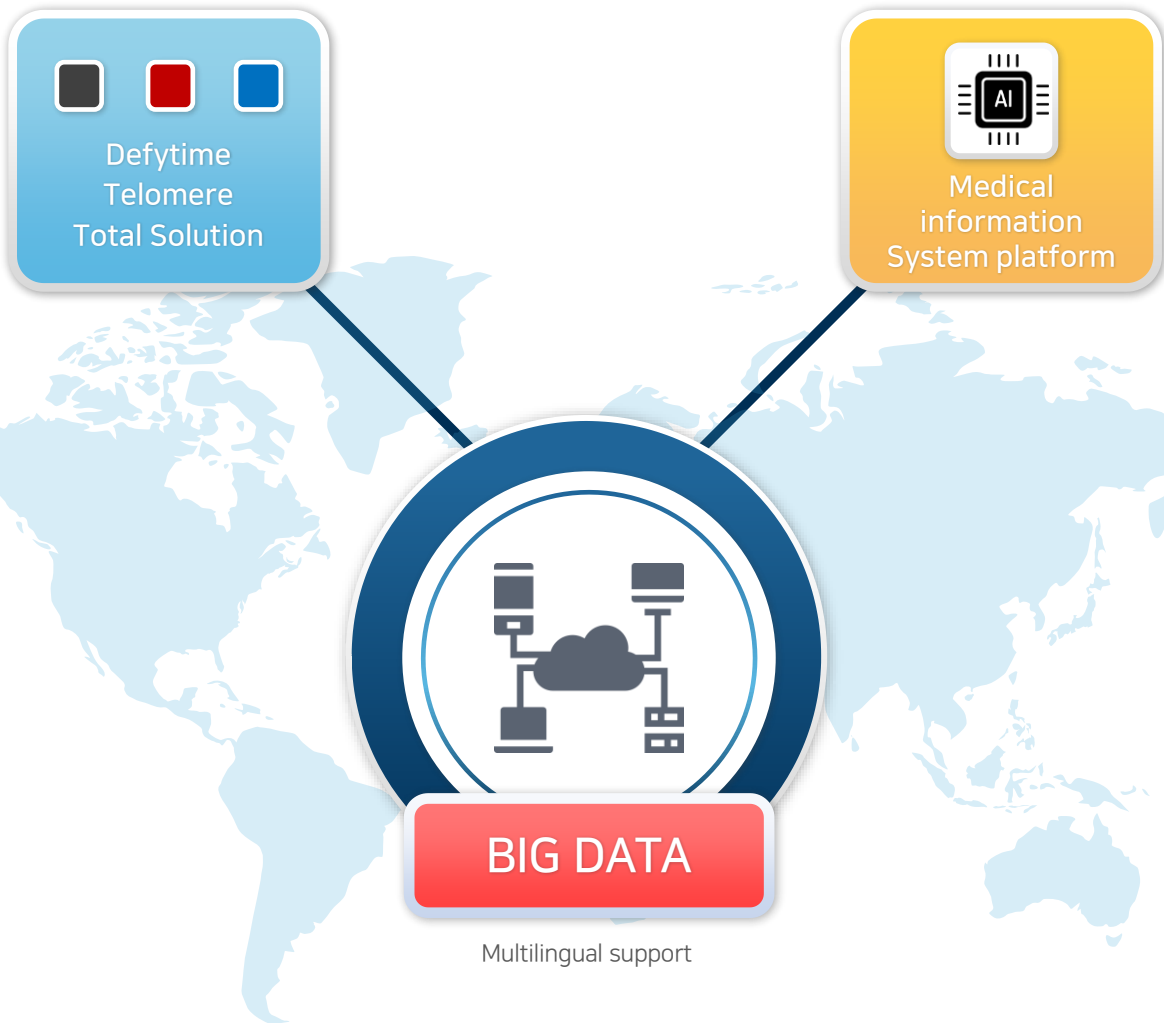 Defytime
Telomere
Total Solution
AI
Medical
information
System platform
BIG DATA
Multilingual support